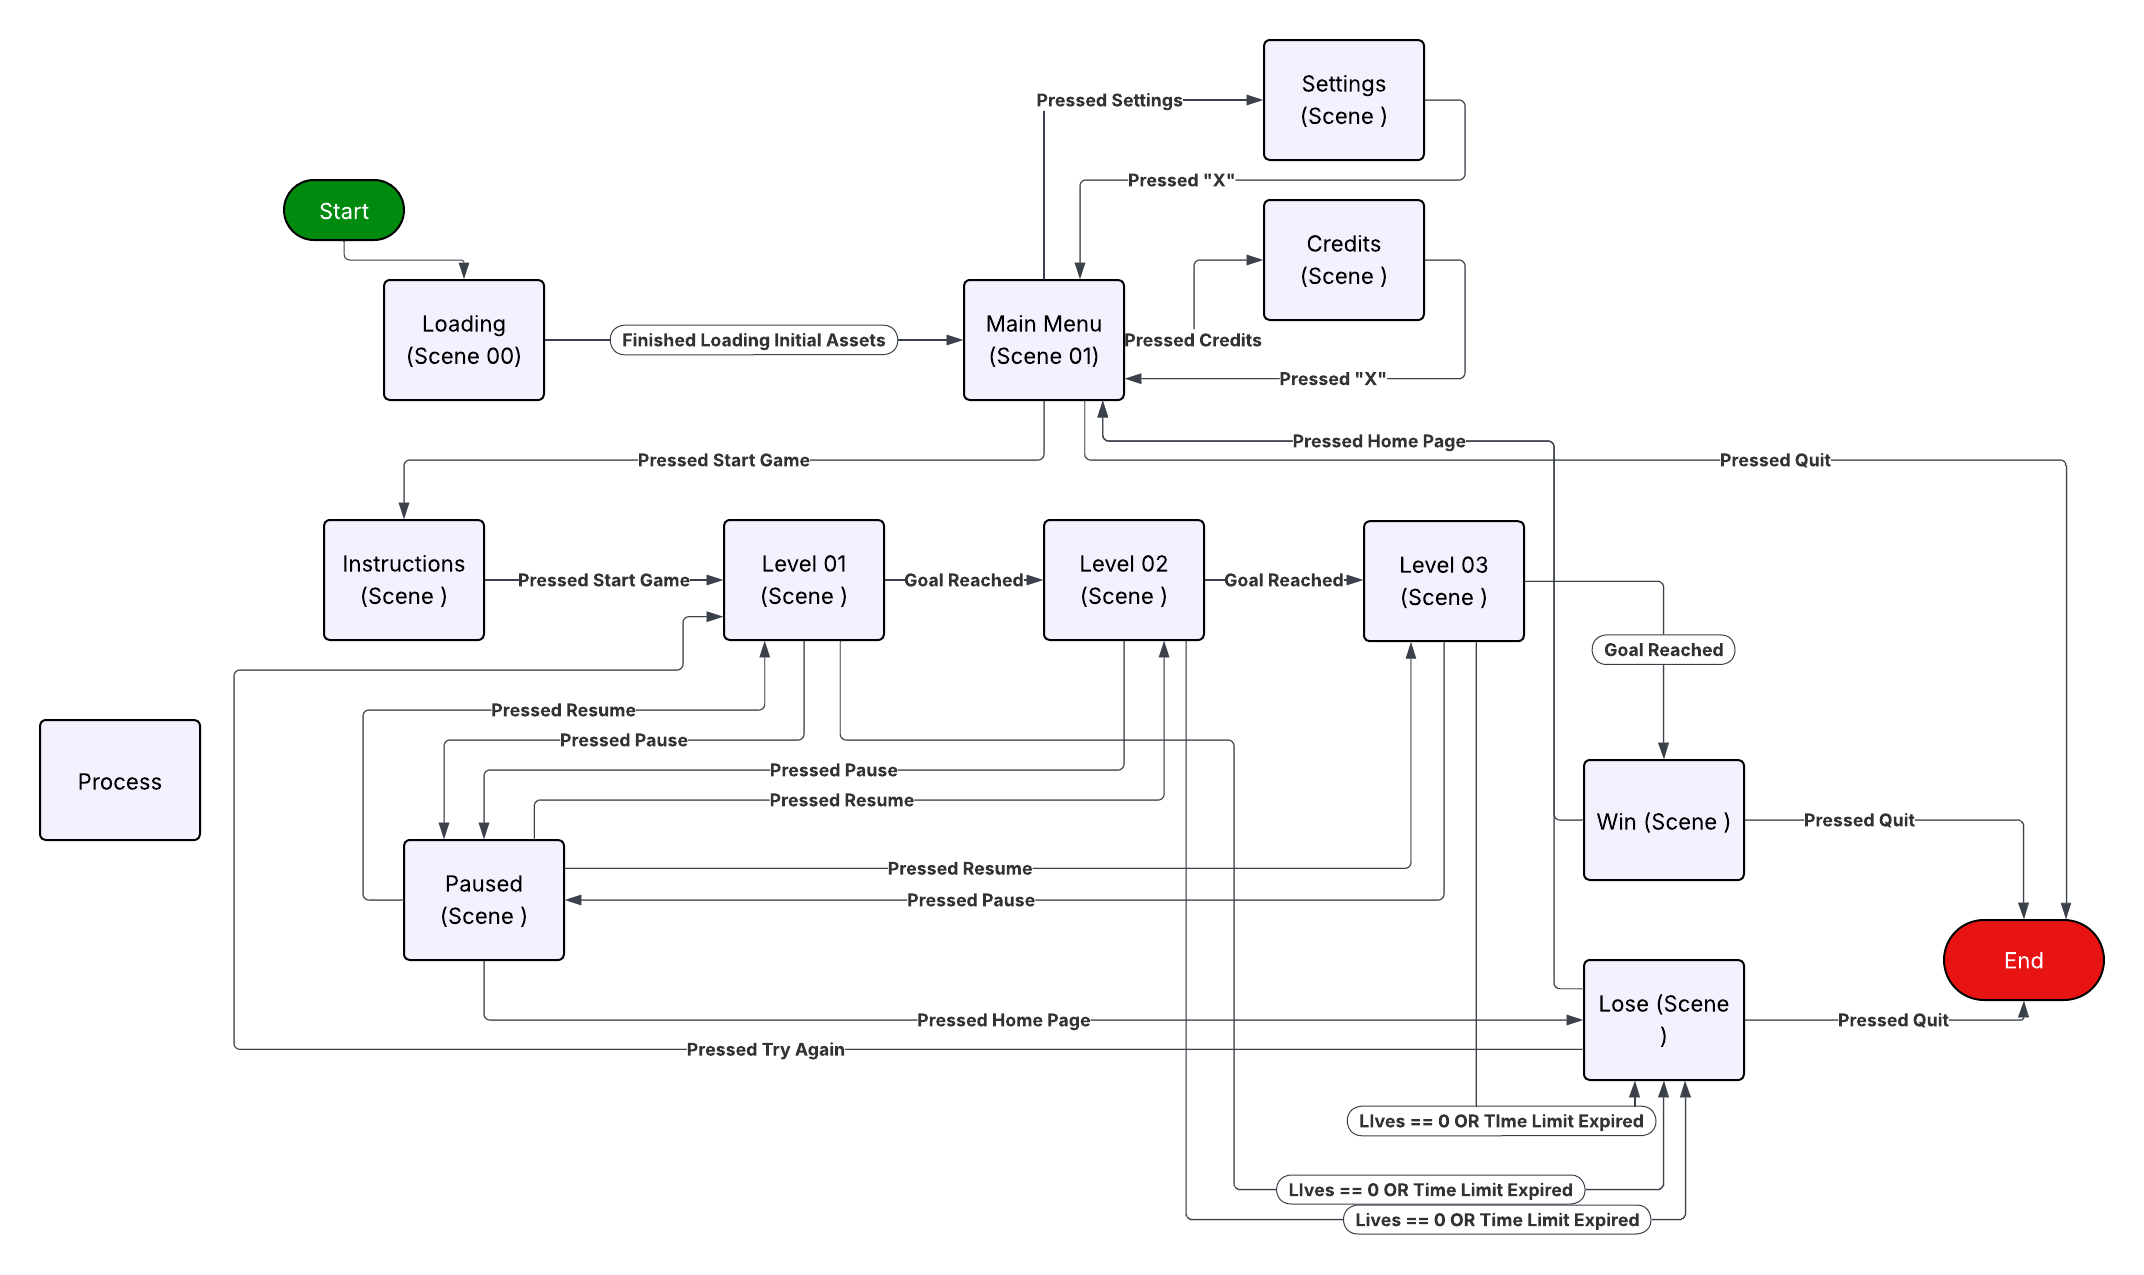 Settings
(Scene )
Pressed Settings
Pressed "X"
Start
Credits
(Scene )
Loading
(Scene 00)
Finished Loading Initial Assets
Main Menu
(Scene 01)
Pressed Credits
Pressed "X"
Pressed Home Page
Pressed Start Game
Pressed Quit
Instructions
(Scene )
Pressed Start Game
Level 01
(Scene )
Goal Reached
Level 02
(Scene )
Goal Reached
Level 03
(Scene )
Goal Reached
Pressed Resume
Pressed Pause
Pressed Pause
Pressed Resume
Process
Win (Scene )
Pressed Quit
Pressed Resume
Paused
(Scene )
Pressed Pause
End
Lose (Scene
)
Pressed Home Page
Pressed Quit
Pressed Try Again
LIves == 0 OR TIme Limit Expired
LIves == 0 OR Time Limit Expired
Lives == 0 OR Time Limit Expired